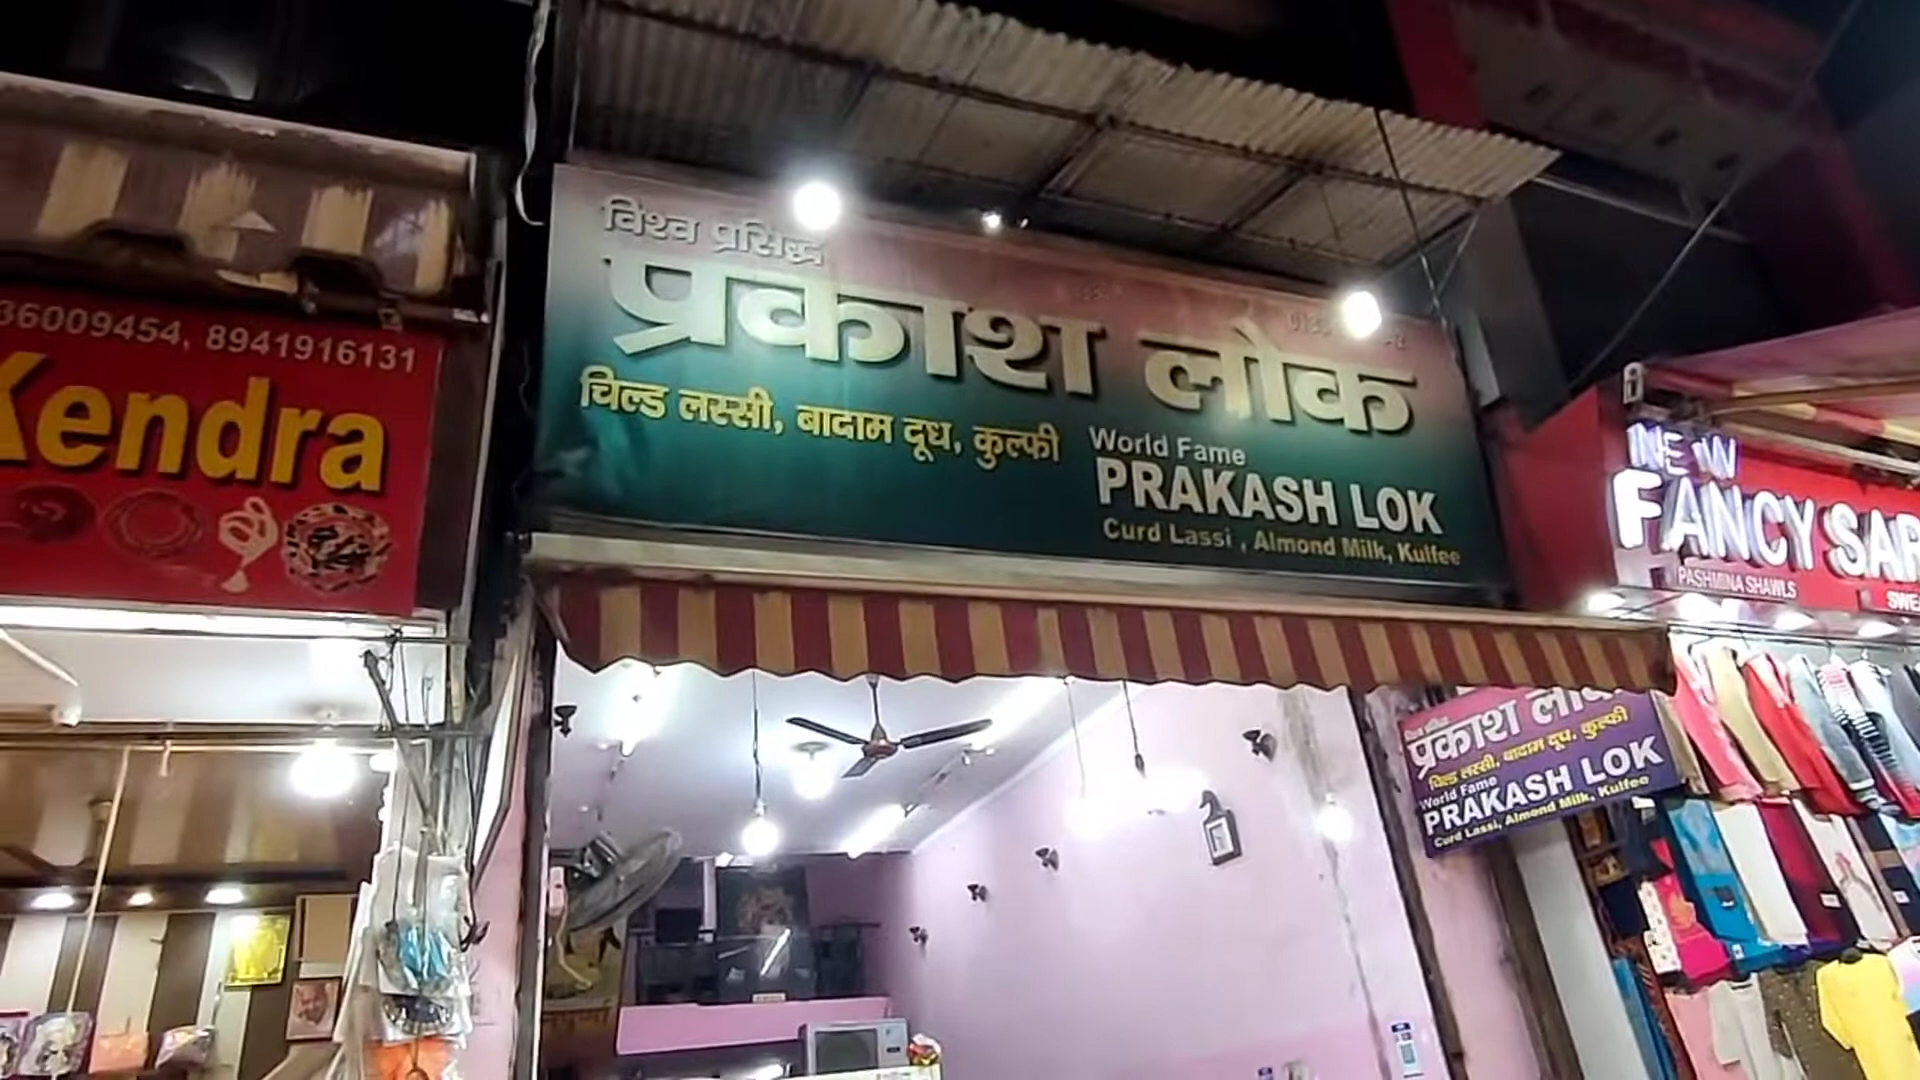 36009454, 8941916131
Kendra
विश्व प्रसिद्ध
प्रकाश लोक
चिल्ड लस्सी, बादाम दूध, कुल्फी
World Fame
PRAKASH LOK
Curd Lassi, Almond Milk, Kulfee
NEW
FANCY SAR
PASHMINA SHAWLS
SWE
प्रकाश लोक
चिल्ड लस्सी, बादाम दूध, कुल्फी
World Fame
PRAKASH LOK
Curd Lassi, Almond Milk, Kulfee